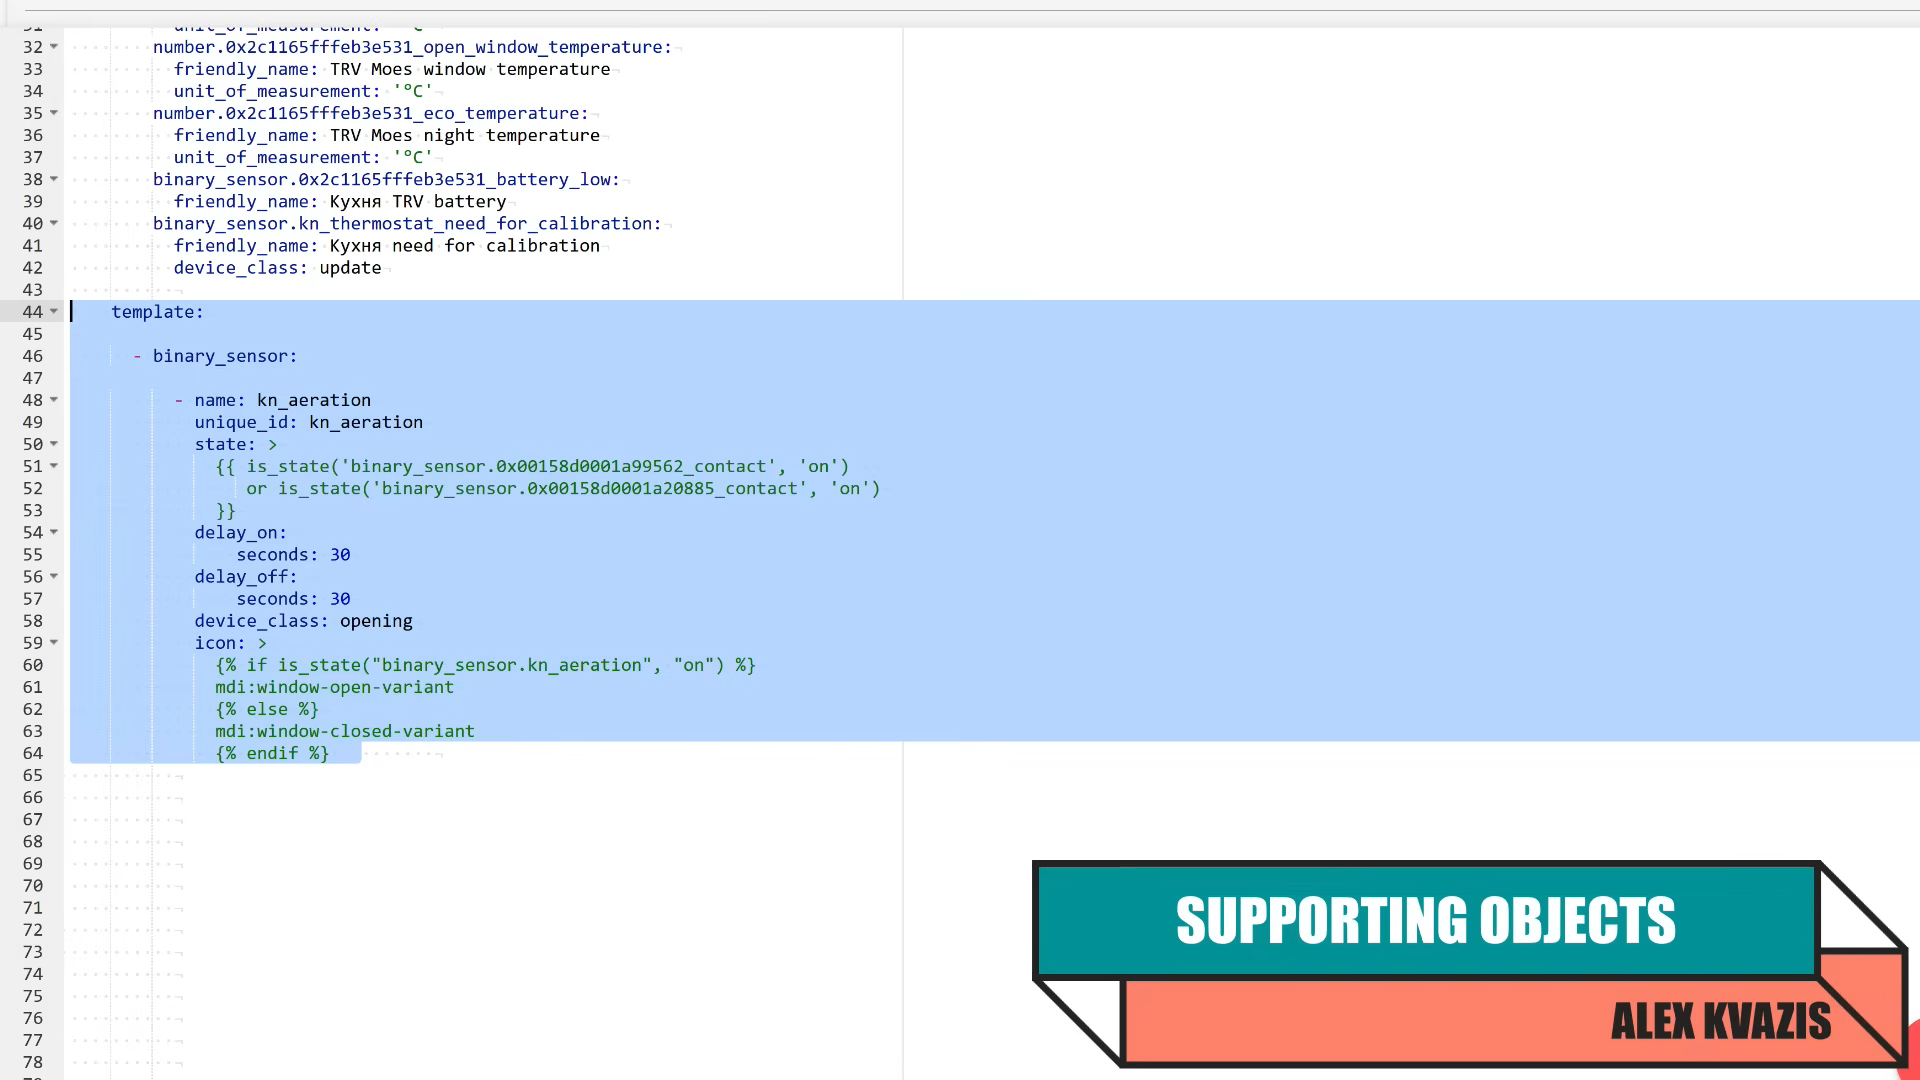 32 number.0x2c1165fffeb3e531_open_window_temperature:
33 friendly_name: TRV Moes window temperature
34 unit_of_measurement: '°C'
35 number.0x2c1165fffeb3e531_eco_temperature:
36 friendly_name: TRV Moes night temperature
37 unit_of_measurement: '°C'
38 binary_sensor.0x2c1165fffeb3e531_battery_low:
39 friendly_name: Кухня TRV battery
40 binary_sensor.kn_thermostat_need_for_calibration:
41 friendly_name: Кухня need for calibration
42 device_class: update
43
44 template:
45
46 - binary_sensor:
47
48 - name: kn_aeration
49 unique_id: kn_aeration
50 state: >
51 {{ is_state('binary_sensor.0x00158d0001a99562_contact', 'on')
52 or is_state('binary_sensor.0x00158d0001a20885_contact', 'on')
53 }}
54 delay_on:
55 seconds: 30
56 delay_off:
57 seconds: 30
58 device_class: opening
59 icon: >
60 {% if is_state("binary_sensor.kn_aeration", "on") %}
61 mdi:window-open-variant
62 {% else %}
63 mdi:window-closed-variant
64 {% endif %}
65
66
67
68
69
70
71
72
73
74
75
76
77
78
SUPPORTING OBJECTS
ALEX KVAZIS